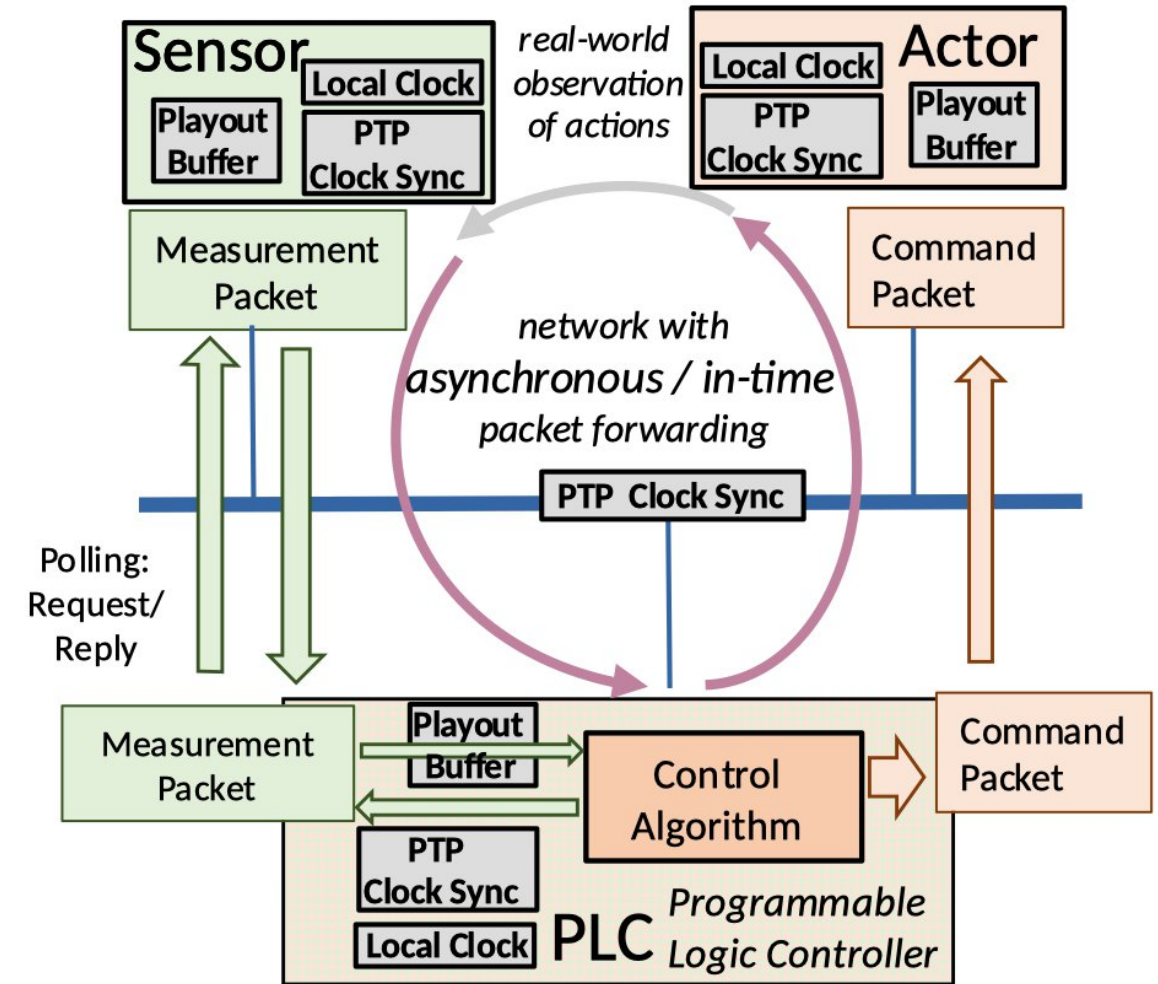 Sensor
Local Clock
Playout
Buffer
PTP
Clock Sync
real-world
observation
of actions
Actor
Local Clock
PTP
Clock Sync
Playout
Buffer
Measurement
Packet
Command
Packet
network with
asynchronous / in-time
packet forwarding
PTP Clock Sync
Polling:
Request/
Reply
Measurement
Packet
Playout
Buffer
Control
Algorithm
Command
Packet
PTP
Clock Sync
Local Clock
PLC
Programmable
Logic Controller